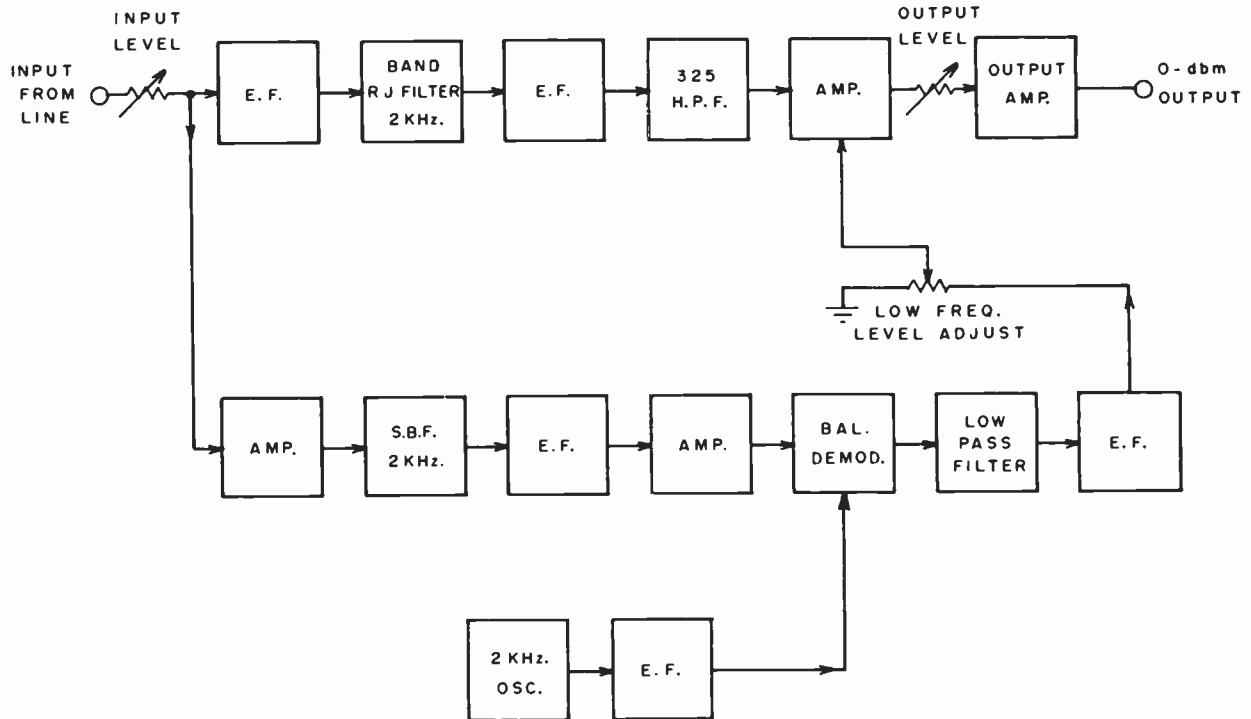 INPUT
LEVEL
INPUT
FROM
LINE
E. F.
BAND
RJ FILTER
2 KHz.
E. F.
325
H. P. F.
AMP.
OUTPUT
LEVEL
OUTPUT
AMP.
0-dbm
OUTPUT
LOW FREQ.
LEVEL ADJUST
AMP.
S.B.F.
2 KHz.
E. F.
AMP.
BAL.
DEMOD.
LOW
PASS
FILTER
E. F.
2 KHz.
OSC.
E. F.